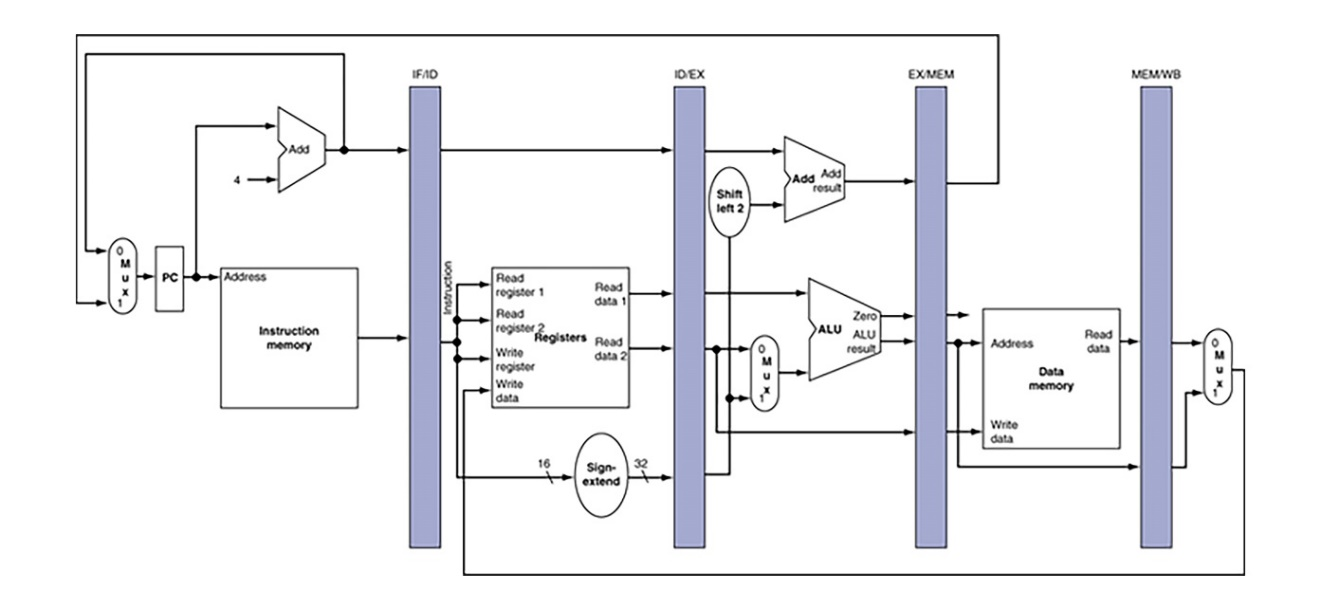 IF/ID
ID/EX
EX/MEM
MEM/WB
Add
4
Shift
left 2
Add
Add
result
0
M
u
x
1
PC
Address
Instruction
memory
Instruction
Read
register 1
Read
register 2
Write
register
Write
data
Registers
Read
data 1
Read
data 2
16
Sign-
extend
32
0
M
u
x
1
ALU
Zero
ALU
result
Address
Read
data
Data
memory
Write
data
0
M
u
x
1